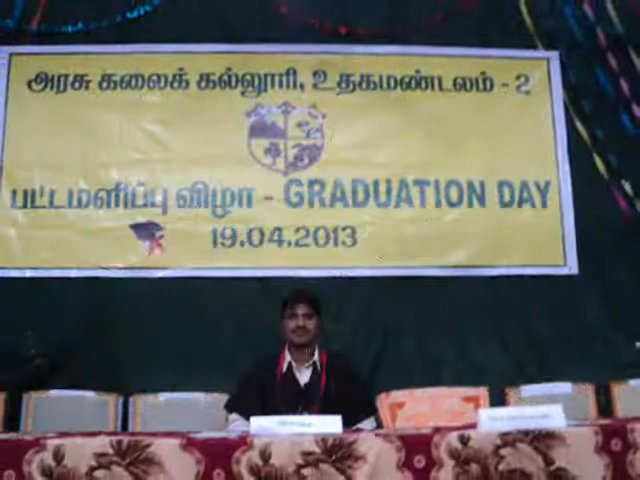 அரசு கலைக் கல்லூரி, உதகமண்டலம் - 2
பட்டமளிப்பு விழா - GRADUATION DAY
19.04.2013